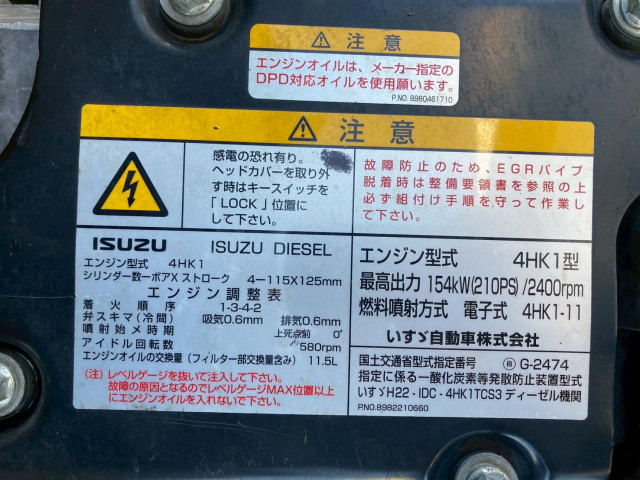 ⚠ 注意
エンジンオイルは、メーカー指定の
DPD対応オイルを使用願います。
P.NO. 8980461710
⚠ 注意
感電の恐れ有り。
ヘッドカバーを取り外
す時はキースイッチを
「LOCK」位置に
して下さい。
故障防止のため、EGRパイプ
脱着時は整備要領書を参照の上
必ず組付け手順を守って作業し
て下さい。
ISUZU ISUZU DIESEL
エンジン型式 4HK1
シリンダー数ーボアX ストローク 4－115X125mm
エンジン調整表
着火順序 1-3-4-2
弁スキマ(冷間) 吸気0.6mm 排気0.6mm
噴射始メ時期 上死点前 0°
アイドル回転数 580rpm
エンジンオイルの交換量(フィルター部交換量含み) 11.5L
(注)レベルゲージを抜いて注入して下さい。
故障の原因となるのでレベルゲージMAX位置以上
にエンジンオイルを入れないで下さい。
エンジン型式 4HK1型
最高出力 154kW(210PS)/2400rpm
燃料噴射方式 電子式 4HK1-11
いすゞ自動車株式会社
国土交通省型式指定番号 G-2474
指定に係る一酸化炭素等発散防止装置型式
いすゞH22-IDC-4HK1TCS3 ディーゼル機関
P.NO.8982210660